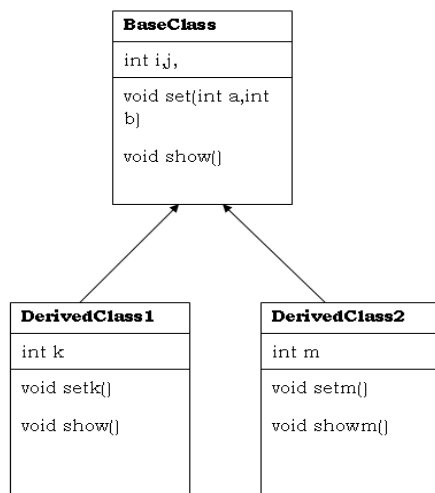 BaseClass
int i,j,
void set(int a,int
b)
void show()
DerivedClass1
int k
void setk()
void show()
DerivedClass2
int m
void setm()
void showm()